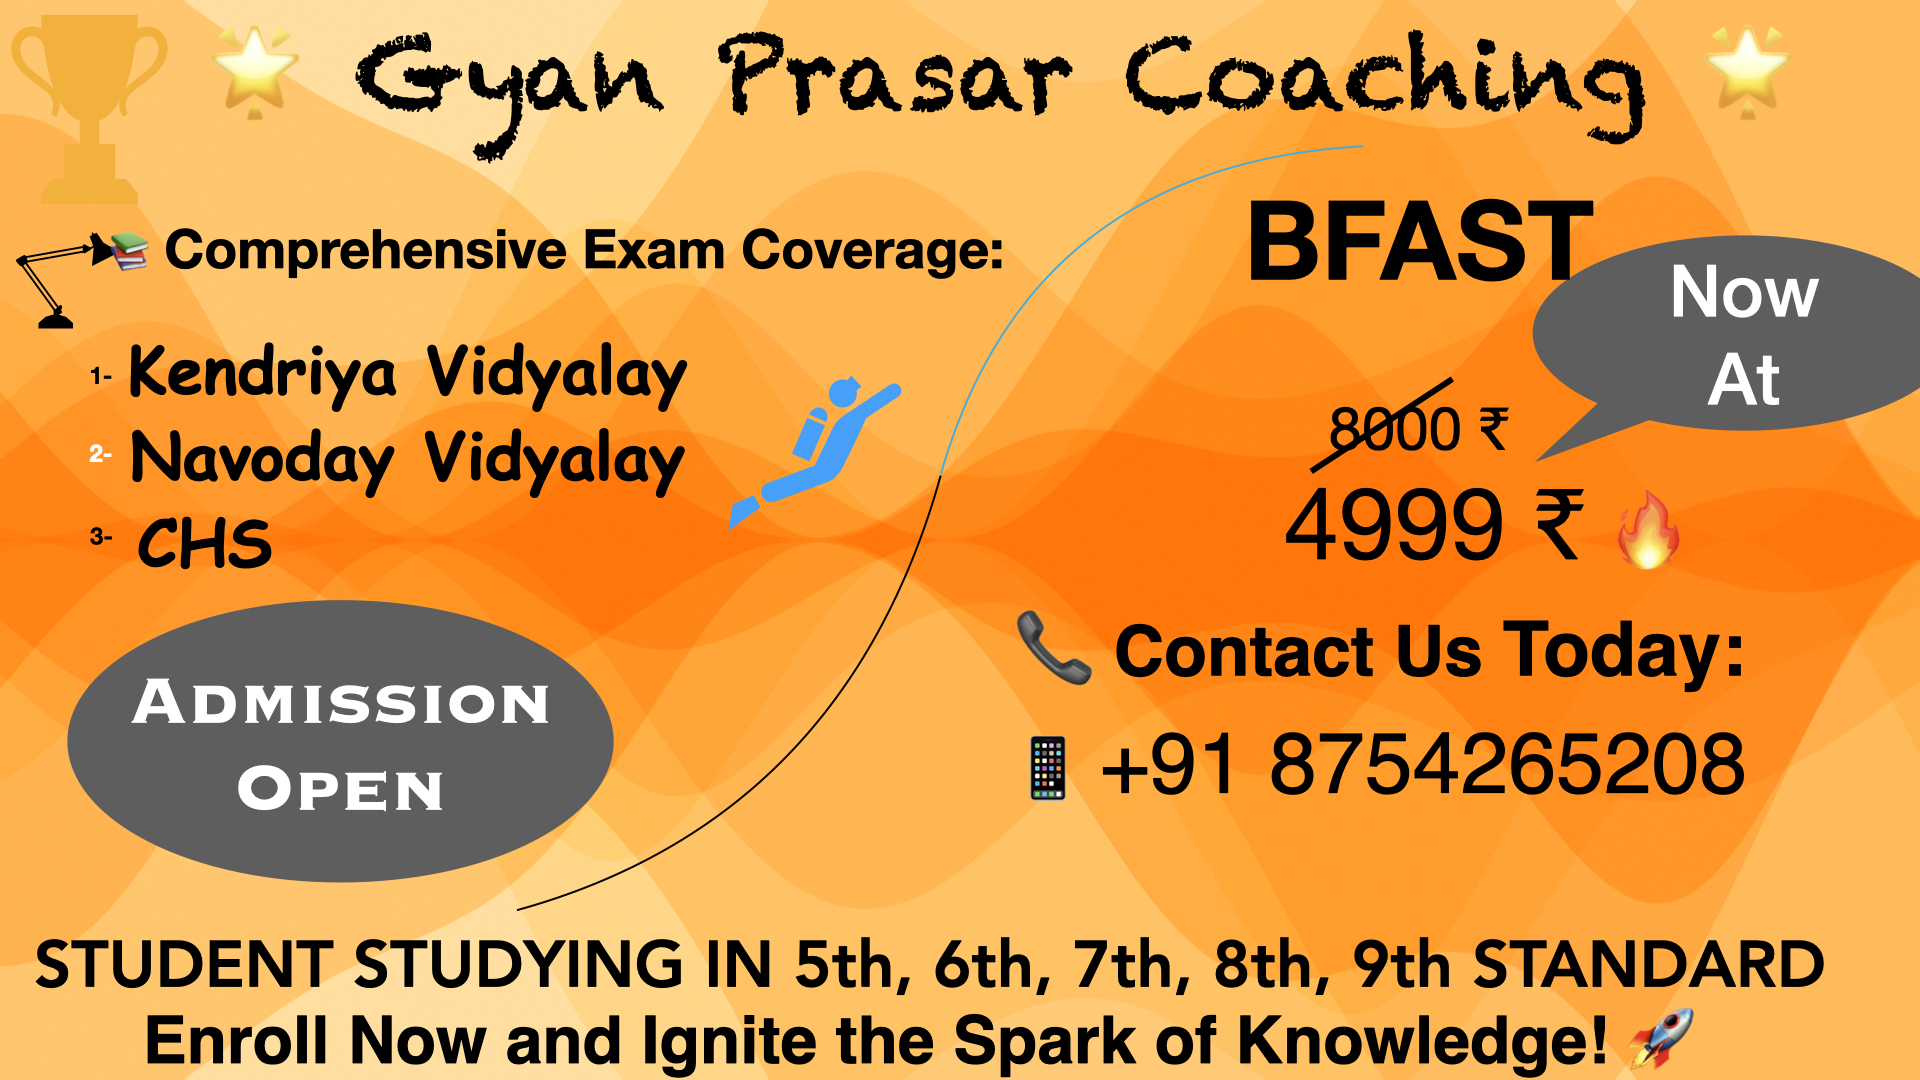 🌟 Gyan Prasar Coaching 🌟
📚 Comprehensive Exam Coverage:
1- Kendriya Vidyalay
2- Navoday Vidyalay
3- CHS
Admission
Open
BFAST
Now
At
8000 ₹
4999 ₹ 🔥
📞 Contact Us Today:
📱 +91 8754265208
STUDENT STUDYING IN 5th, 6th, 7th, 8th, 9th STANDARD
Enroll Now and Ignite the Spark of Knowledge! 🚀